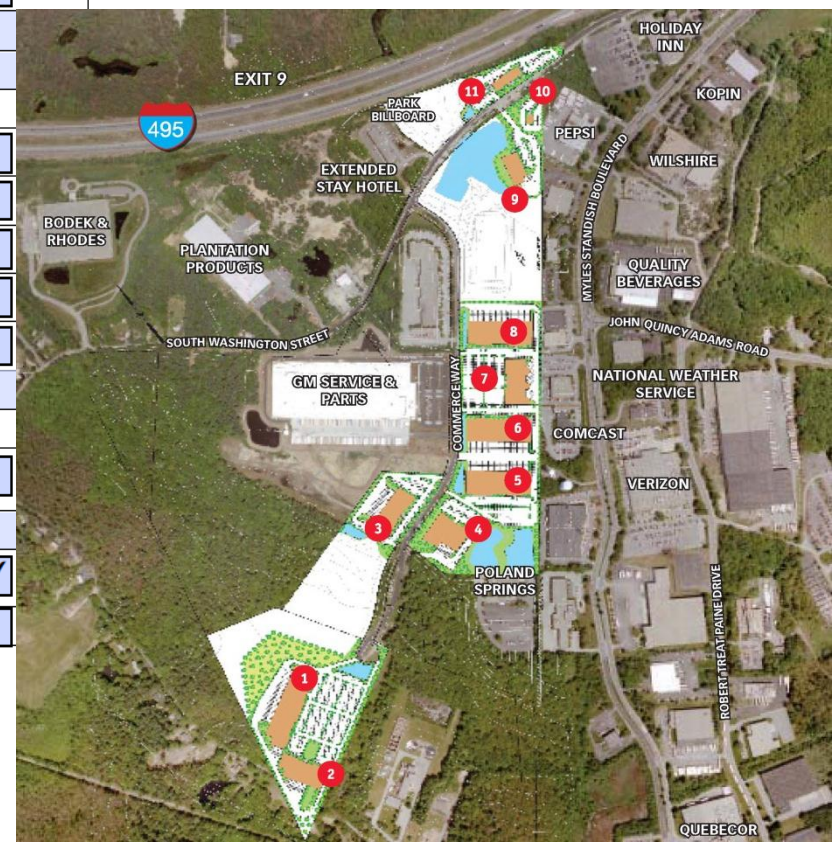 HOLIDAY
INN
EXIT 9
11
10
KOPIN
PARK
BILLBOARD
495
PEPSI
MYLES STANDISH BOULEVARD
WILSHIRE
EXTENDED
STAY HOTEL
9
BODEK &
RHODES
PLANTATION
PRODUCTS
QUALITY
BEVERAGES
SOUTH WASHINGTON STREET
8
JOHN QUINCY ADAMS ROAD
GM SERVICE &
PARTS
COMMERCE WAY
7
NATIONAL WEATHER
SERVICE
6
COMCAST
5
VERIZON
3
4
POLAND
SPRINGS
ROBERT TREAT PAINE DRIVE
1
2
QUEBECOR